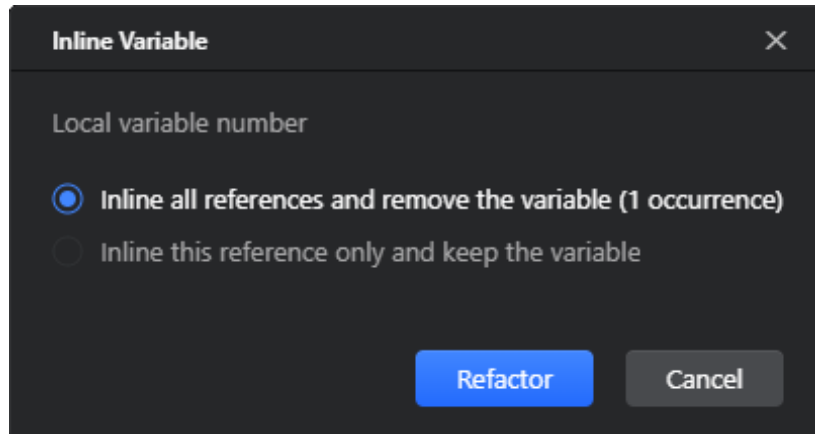 Inline Variable
Local variable number
Inline all references and remove the variable (1 occurrence)
Inline this reference only and keep the variable
Refactor Cancel